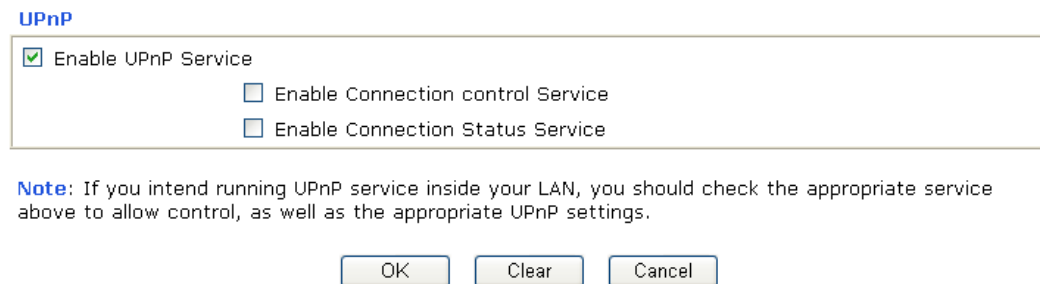 UPnP
Enable UPnP Service
Enable Connection control Service
Enable Connection Status Service
Note: If you intend running UPnP service inside your LAN, you should check the appropriate service
above to allow control, as well as the appropriate UPnP settings.
OK Clear Cancel